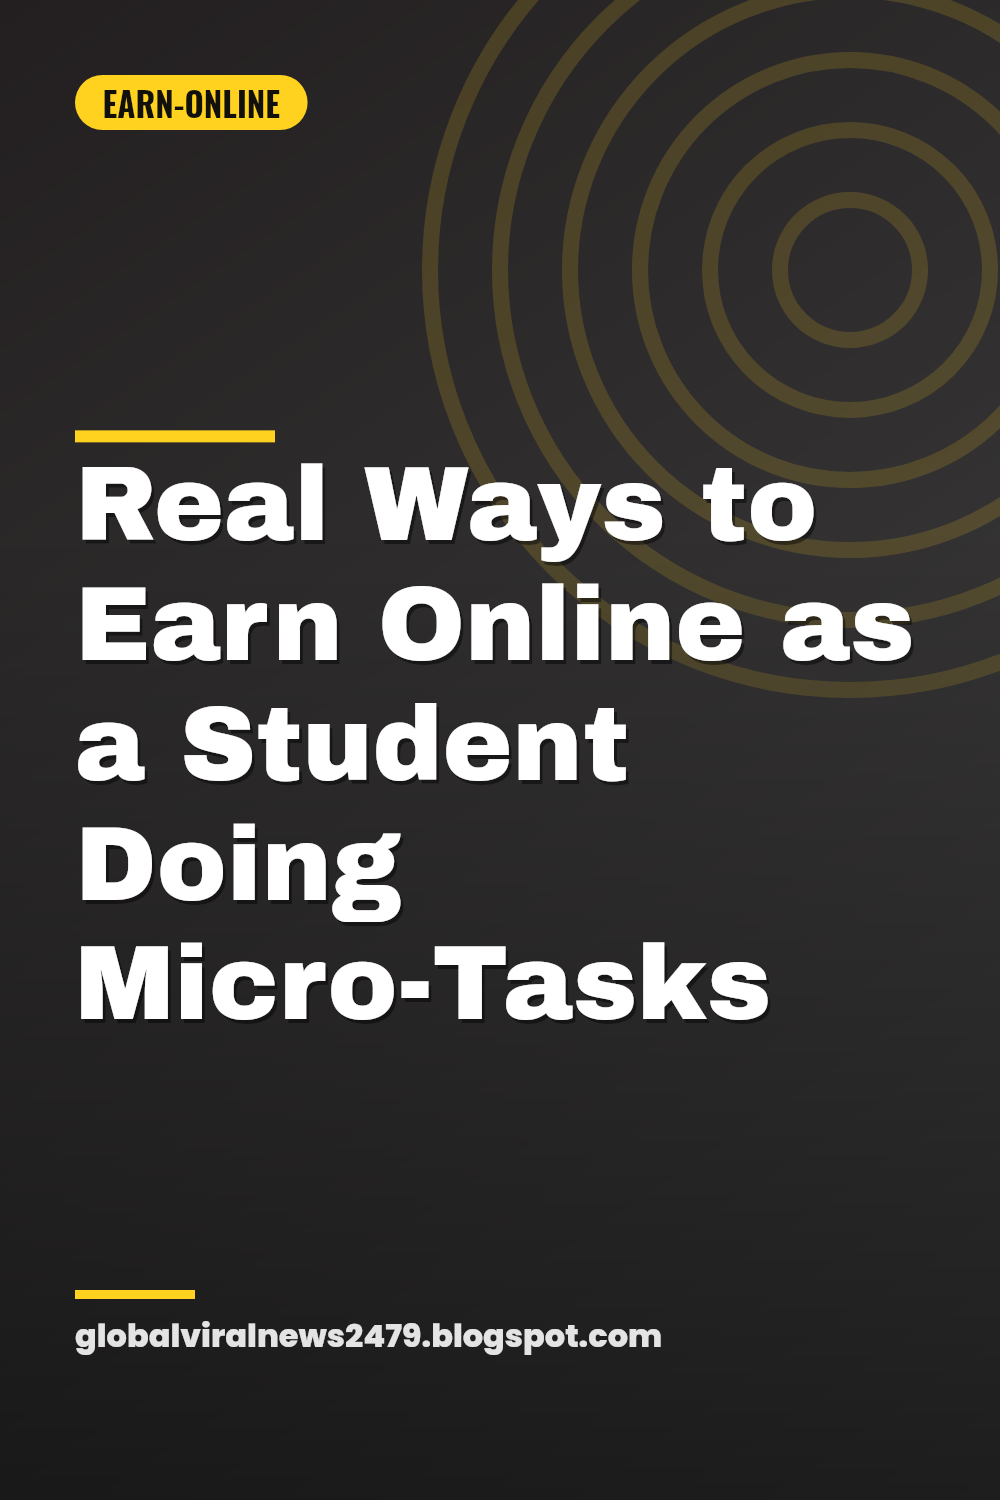 EARN-ONLINE
Real Ways to
Earn Online as
a Student
Doing
Micro-Tasks
globalviralnews2479.blogspot.com